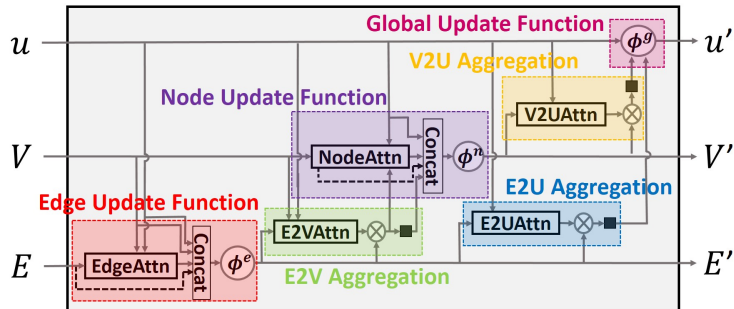 Global Update Function
u
ϕ^g
u'
V2U Aggregation
V2UAttn
Node Update Function
Concat
V
NodeAttn
ϕ^n
V'
Edge Update Function
E2U Aggregation
E2VAttn
E2UAttn
Concat
E
EdgeAttn
ϕ^e
E'
E2V Aggregation